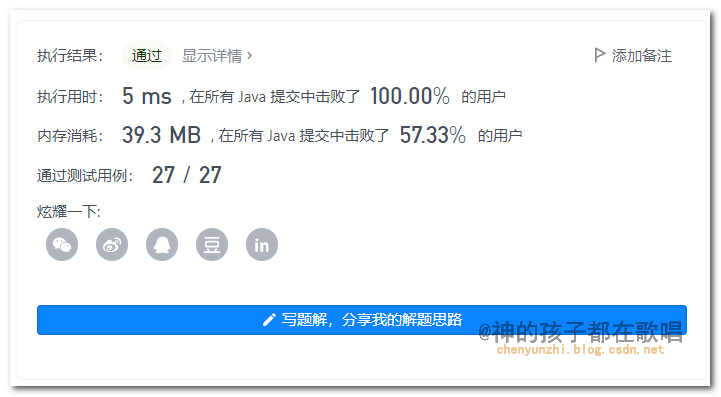 执行结果： 通过 显示详情 › 添加备注
执行用时： 5 ms , 在所有 Java 提交中击败了 100.00% 的用户
内存消耗： 39.3 MB , 在所有 Java 提交中击败了 57.33% 的用户
通过测试用例： 27 / 27
炫耀一下:
豆 in
写题解，分享我的解题思路
@神的孩子都在歌唱
chenyunzhi.blog.csdn.net